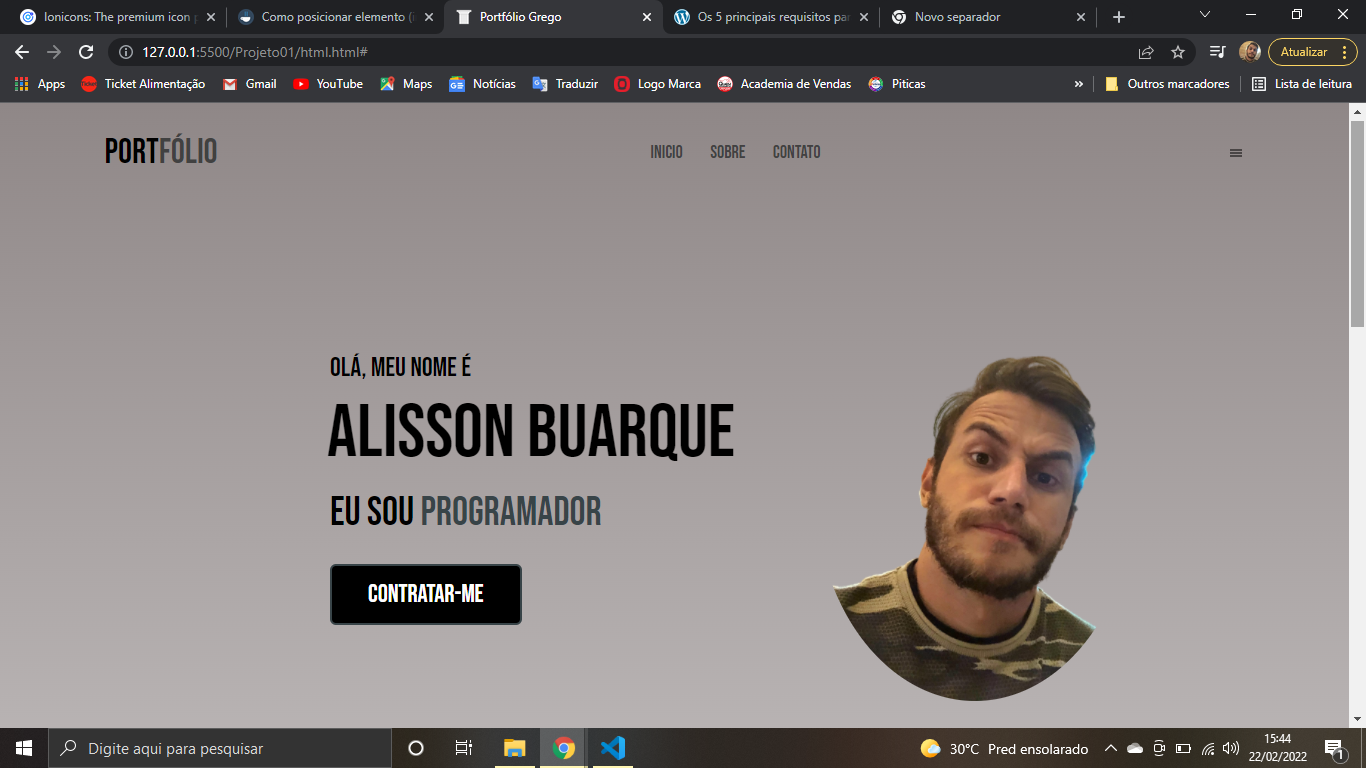 Ionicons: The premium icon p
Como posicionar elemento (i
Portfólio Grego
Os 5 principais requisitos par
Novo separador
127.0.0.1:5500/Projeto01/html.html#
Atualizar
Apps
Ticket Alimentação
Gmail
YouTube
Maps
Notícias
Traduzir
Logo Marca
Academia de Vendas
Piticas
»
Outros marcadores
Lista de leitura
PORTFÓLIO
INICIO SOBRE CONTATO
OLÁ, MEU NOME É
ALISSON BUARQUE
EU SOU PROGRAMADOR
CONTRATAR-ME
Digite aqui para pesquisar
30°C Pred ensolarado
15:44
22/02/2022
1